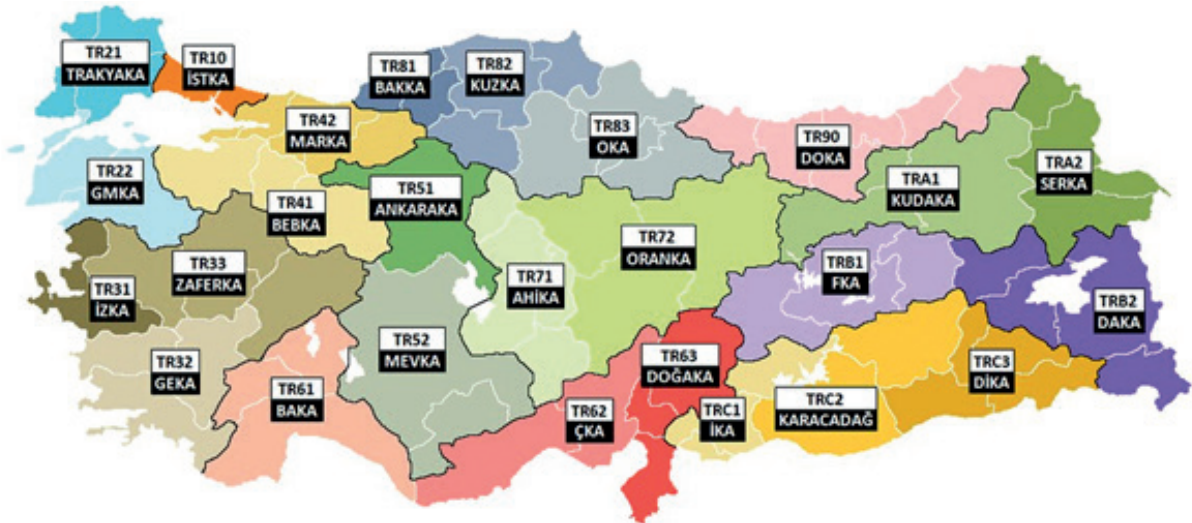 TR21
TRAKYAKA
TR10
İSTKA
TR81
BAKKA
TR82
KUZKA
TR42
MARKA
TR83
OKA
TR90
DOKA
TRA2
SERKA
TR22
GMKA
TR51
ANKARAKA
TRA1
KUDAKA
TR41
BEBKA
TR33
ZAFERKA
TR72
ORANKA
TR31
İZKA
TR71
AHİKA
TRB1
FKA
TRB2
DAKA
TR52
MEVKA
TR32
GEKA
TR63
DOĞAKA
TRC3
DİKA
TR61
BAKA
TR62
ÇKA
TRC1
İKA
TRC2
KARACADAĞ